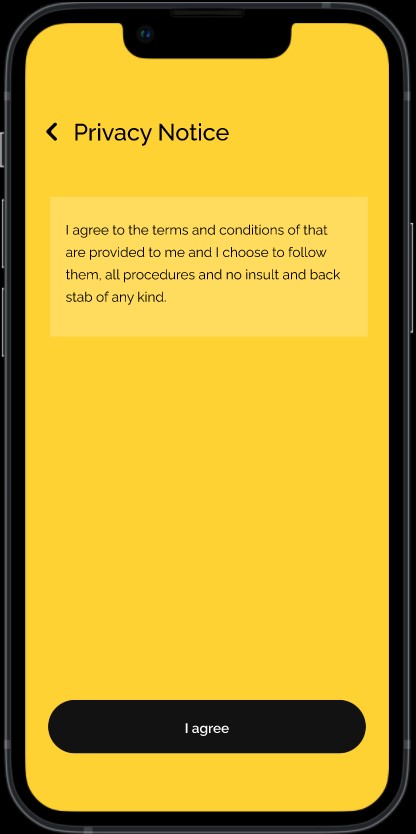 Privacy Notice
I agree to the terms and conditions of that
are provided to me and I choose to follow
them, all procedures and no insult and back
stab of any kind.
I agree